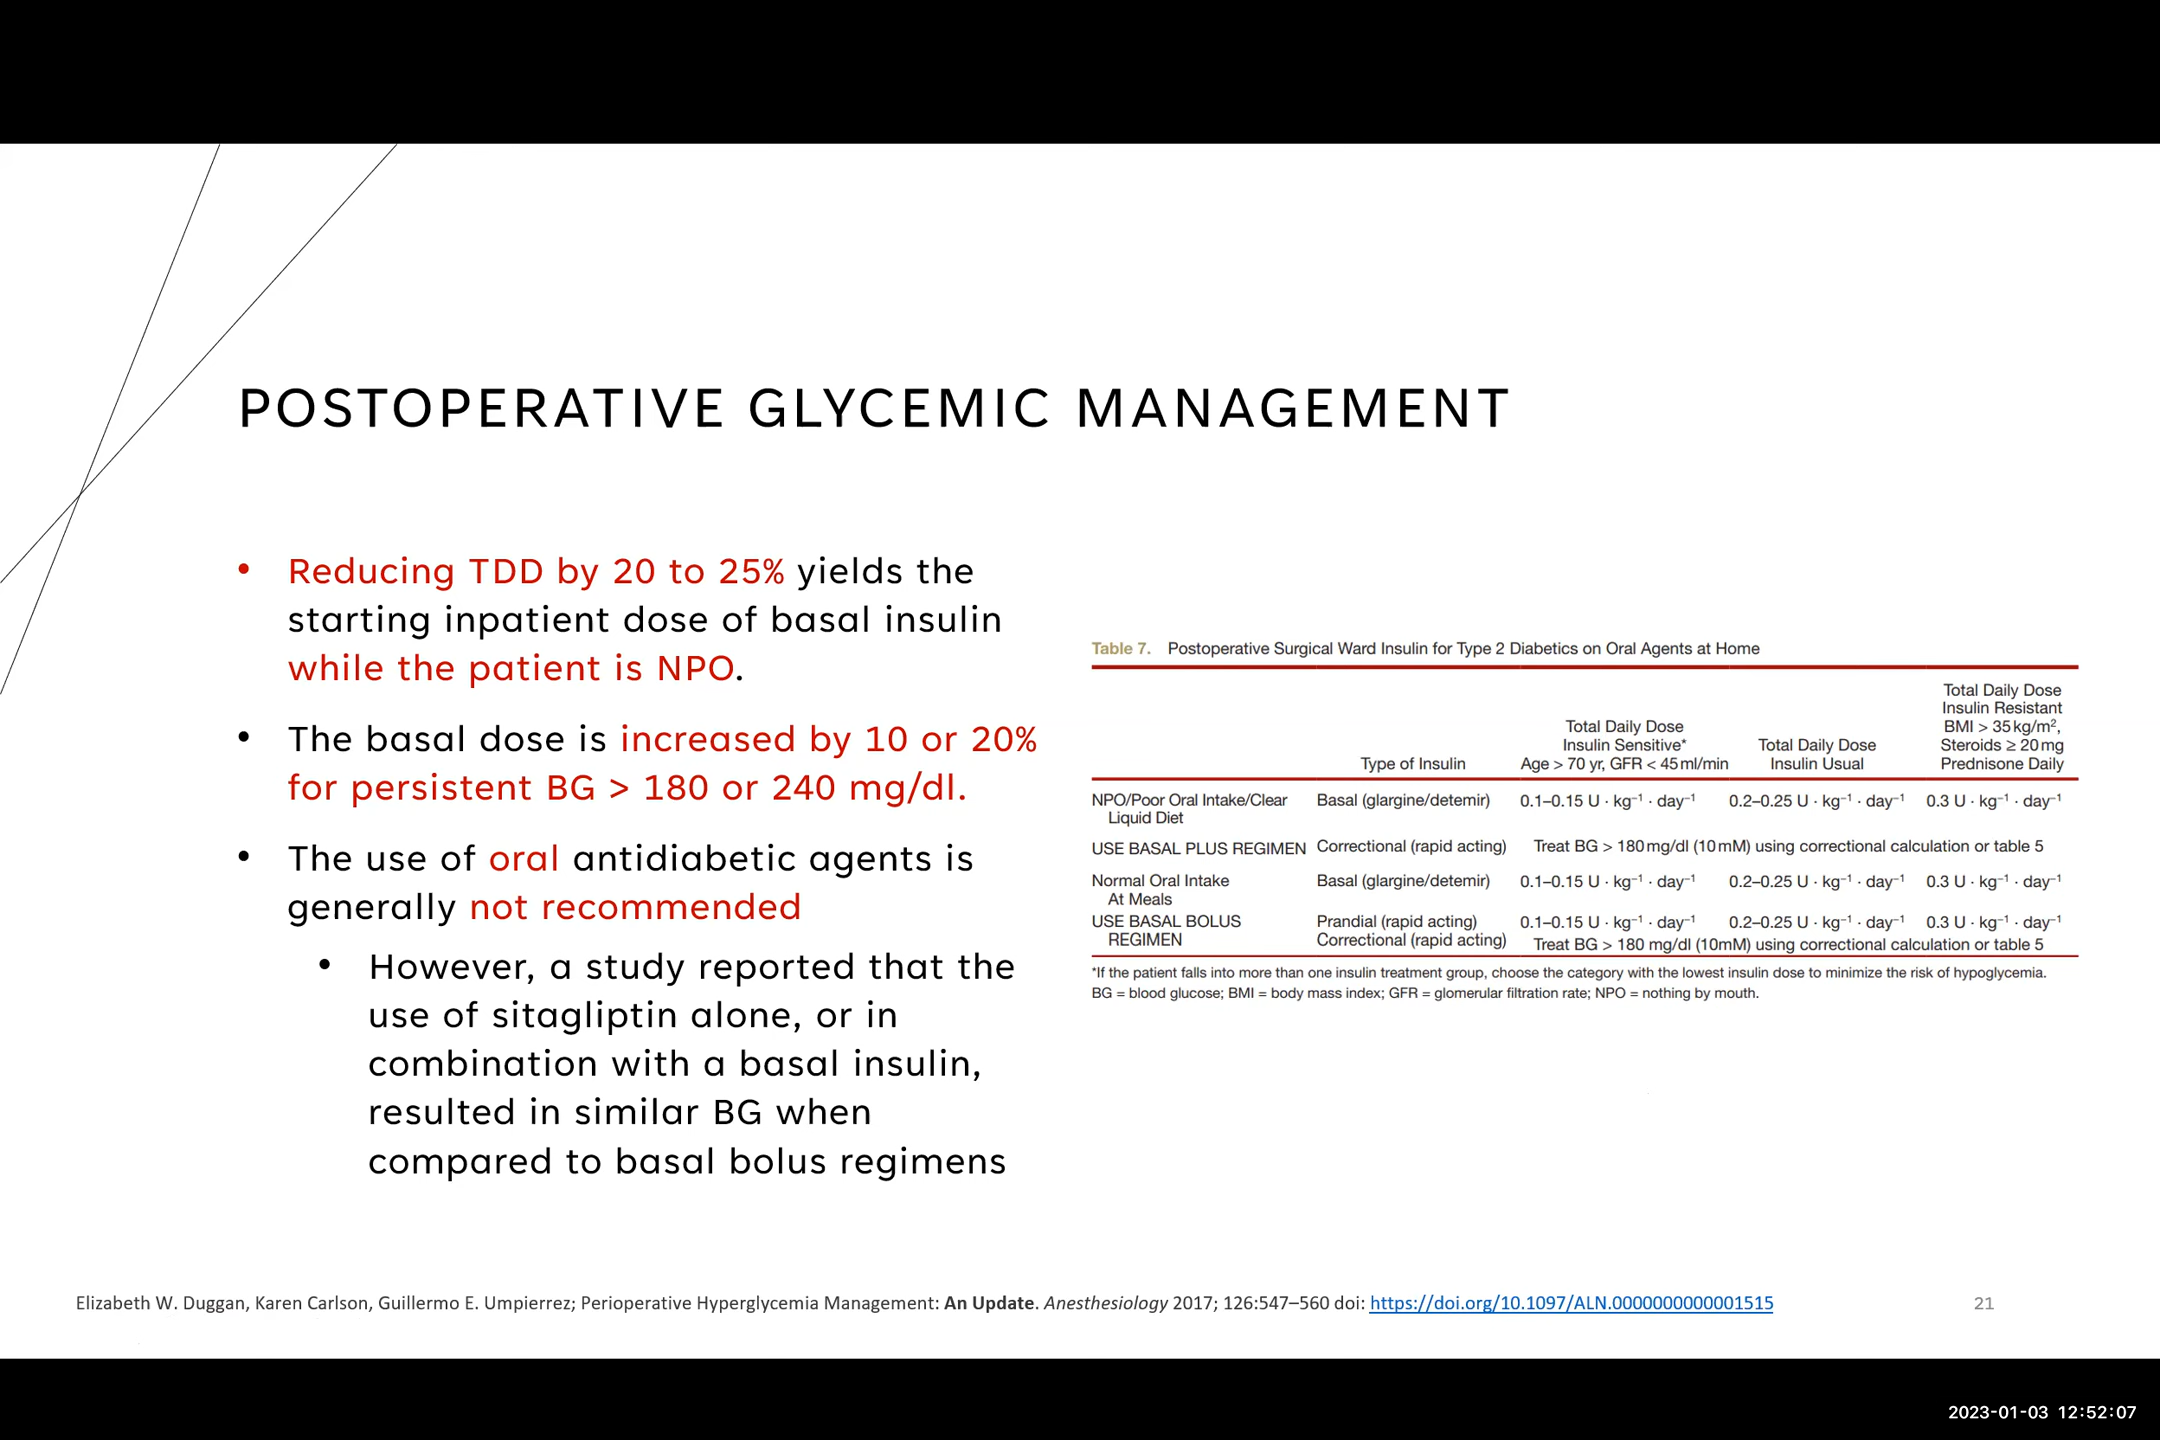 POSTOPERATIVE GLYCEMIC MANAGEMENT
• Reducing TDD by 20 to 25% yields the
starting inpatient dose of basal insulin
while the patient is NPO.
• The basal dose is increased by 10 or 20%
for persistent BG > 180 or 240 mg/dl.
• The use of oral antidiabetic agents is
generally not recommended
• However, a study reported that the
use of sitagliptin alone, or in
combination with a basal insulin,
resulted in similar BG when
compared to basal bolus regimens
Table 7. Postoperative Surgical Ward Insulin for Type 2 Diabetics on Oral Agents at Home
Type of Insulin
Total Daily Dose
Insulin Sensitive*
Age > 70 yr, GFR < 45 ml/min
Total Daily Dose
Insulin Usual
Total Daily Dose
Insulin Resistant
BMI > 35 kg/m²,
Steroids ≥ 20 mg
Prednisone Daily
NPO/Poor Oral Intake/Clear Basal (glargine/detemir) 0.1–0.15 U · kg⁻¹ · day⁻¹ 0.2–0.25 U · kg⁻¹ · day⁻¹ 0.3 U · kg⁻¹ · day⁻¹
Liquid Diet
USE BASAL PLUS REGIMEN Correctional (rapid acting) Treat BG > 180 mg/dl (10 mM) using correctional calculation or table 5
Normal Oral Intake Basal (glargine/detemir) 0.1–0.15 U · kg⁻¹ · day⁻¹ 0.2–0.25 U · kg⁻¹ · day⁻¹ 0.3 U · kg⁻¹ · day⁻¹
At Meals
USE BASAL BOLUS Prandial (rapid acting) 0.1–0.15 U · kg⁻¹ · day⁻¹ 0.2–0.25 U · kg⁻¹ · day⁻¹ 0.3 U · kg⁻¹ · day⁻¹
REGIMEN Correctional (rapid acting) Treat BG > 180 mg/dl (10mM) using correctional calculation or table 5
*If the patient falls into more than one insulin treatment group, choose the category with the lowest insulin dose to minimize the risk of hypoglycemia.
BG = blood glucose; BMI = body mass index; GFR = glomerular filtration rate; NPO = nothing by mouth.
Elizabeth W. Duggan, Karen Carlson, Guillermo E. Umpierrez; Perioperative Hyperglycemia Management: An Update. Anesthesiology 2017; 126:547–560 doi: https://doi.org/10.1097/ALN.0000000000001515
21
2023-01-03 12:52:07